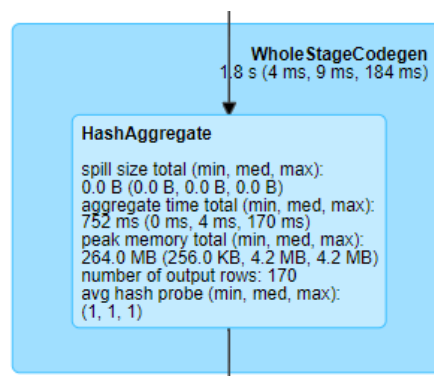 WholeStageCodegen
1.8 s (4 ms, 9 ms, 184 ms)
HashAggregate
spill size total (min, med, max):
0.0 B (0.0 B, 0.0 B, 0.0 B)
aggregate time total (min, med, max):
752 ms (0 ms, 4 ms, 170 ms)
peak memory total (min, med, max):
264.0 MB (256.0 KB, 4.2 MB, 4.2 MB)
number of output rows: 170
avg hash probe (min, med, max):
(1, 1, 1)